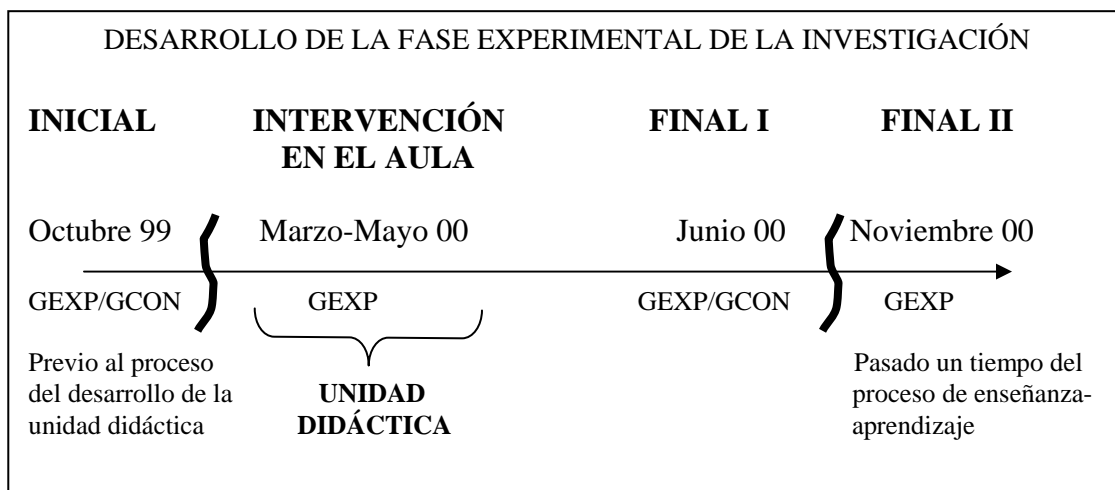 DESARROLLO DE LA FASE EXPERIMENTAL DE LA INVESTIGACIÓN
INICIAL
INTERVENCIÓN
EN EL AULA
FINAL I
FINAL II
Octubre 99
Marzo-Mayo 00
Junio 00
Noviembre 00
GEXP/GCON
GEXP
GEXP/GCON
GEXP
Previo al proceso
del desarrollo de la
unidad didáctica
UNIDAD
DIDÁCTICA
Pasado un tiempo del
proceso de enseñanza-
aprendizaje